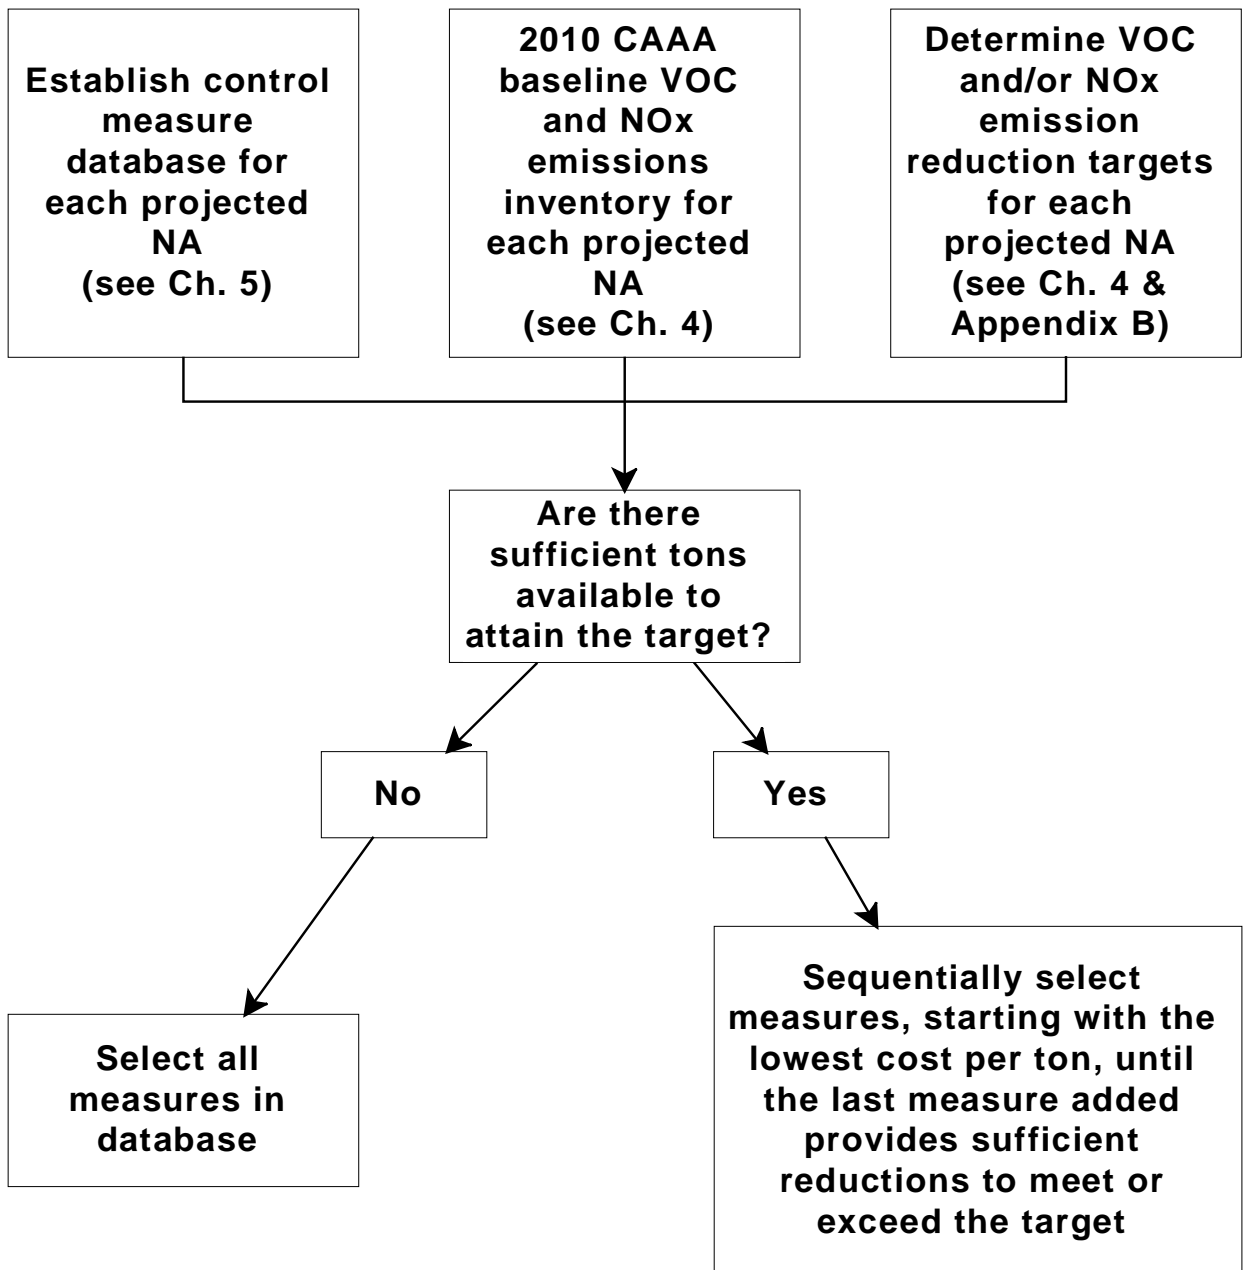 Establish control
measure
database for
each projected
NA
(see Ch. 5)
2010 CAAA
baseline VOC
and NOx
emissions
inventory for
each projected
NA
(see Ch. 4)
Determine VOC
and/or NOx
emission
reduction targets
for each
projected NA
(see Ch. 4 &
Appendix B)
Are there
sufficient tons
available to
attain the target?
No
Yes
Select all
measures in
database
Sequentially select
measures, starting with the
lowest cost per ton, until
the last measure added
provides sufficient
reductions to meet or
exceed the target